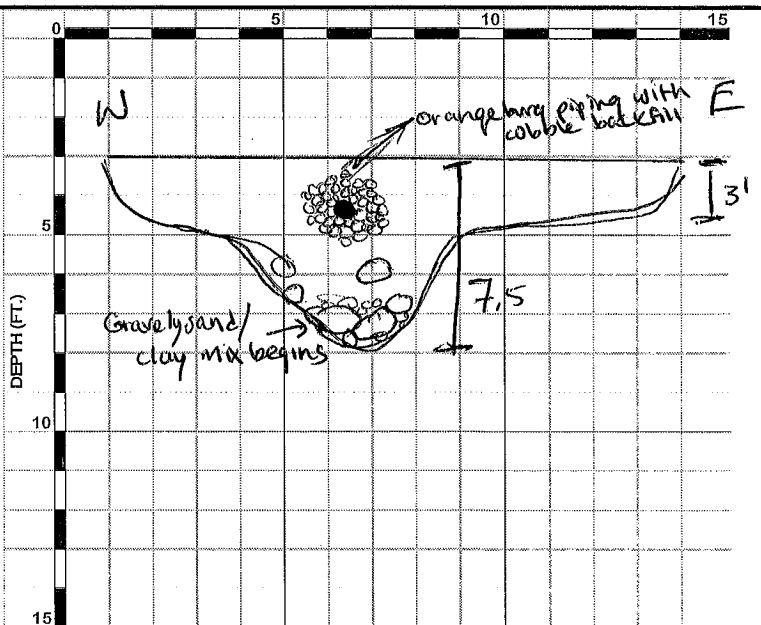 0 5 10 15
W
orangeburg piping with
cobble backfill
E
3'
5
7.5
Gravely sand/
clay mix begins
DEPTH (FT.)
10
15